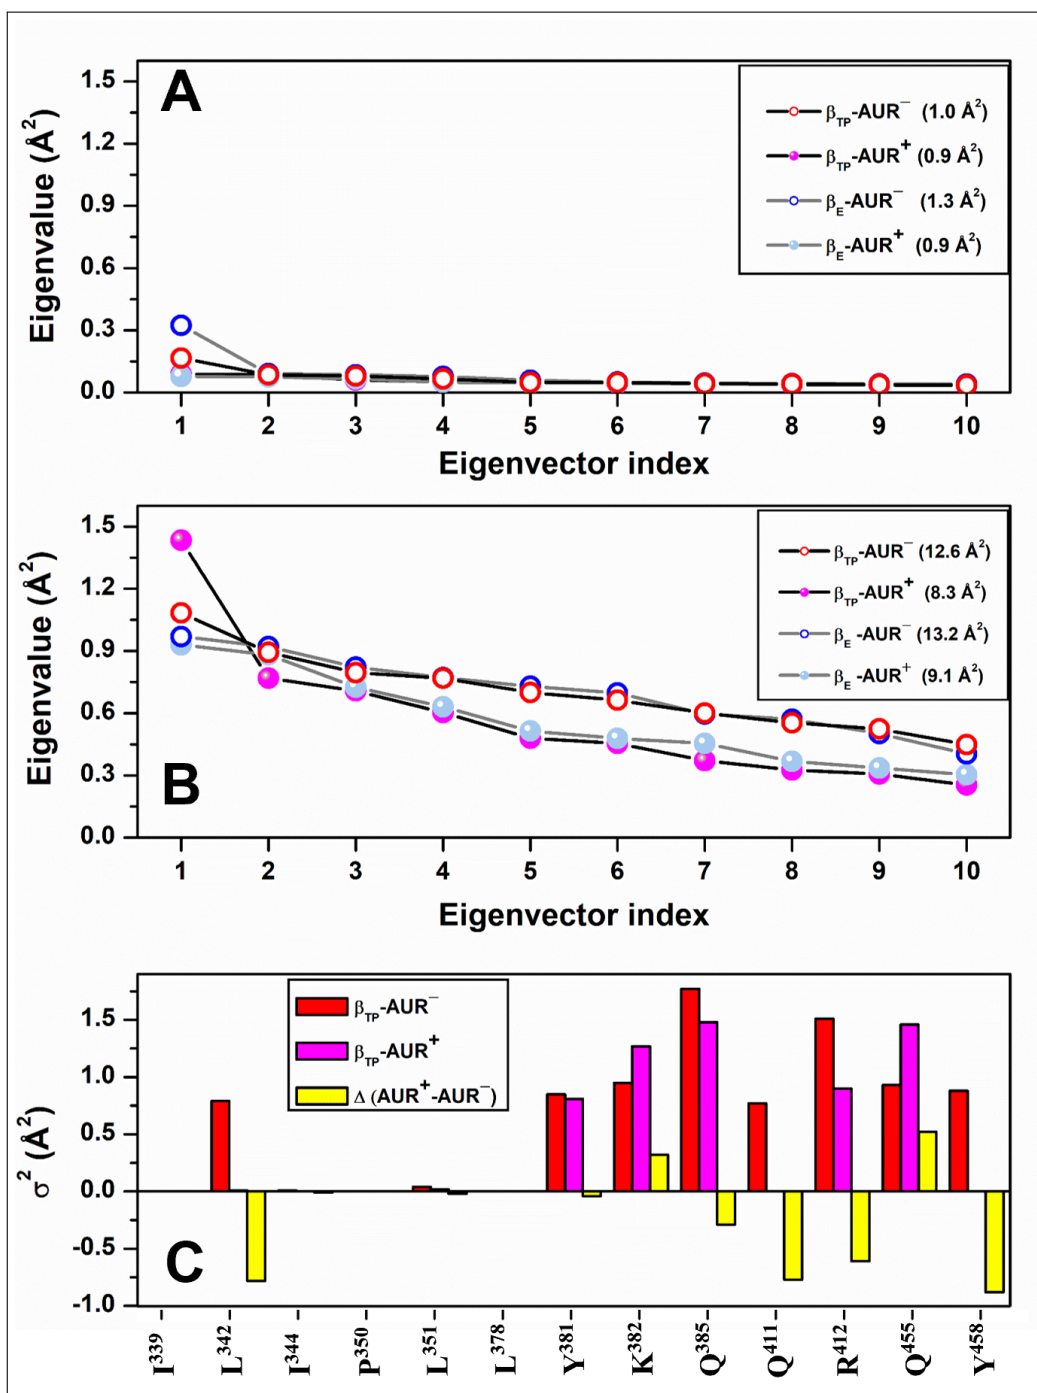 A
Eigenvalue (Å²)
1.5
1.2
0.9
0.6
0.3
0.0
β_TP-AUR⁻ (1.0 Å²)
β_TP-AUR⁺ (0.9 Å²)
β_E-AUR⁻ (1.3 Å²)
β_E-AUR⁺ (0.9 Å²)
1 2 3 4 5 6 7 8 9 10
Eigenvector index
B
Eigenvalue (Å²)
1.5
1.2
0.9
0.6
0.3
0.0
β_TP-AUR⁻ (12.6 Å²)
β_TP-AUR⁺ (8.3 Å²)
β_E-AUR⁻ (13.2 Å²)
β_E-AUR⁺ (9.1 Å²)
1 2 3 4 5 6 7 8 9 10
Eigenvector index
C
σ² (Å²)
1.5
1.0
0.5
0.0
-0.5
-1.0
β_TP-AUR⁻
β_TP-AUR⁺
Δ (AUR⁺-AUR⁻)
I³³⁹ L³⁴² I³⁴⁴ P³⁵⁰ L³⁵¹ L³⁷⁸ Y³⁸¹ K³⁸² Q³⁸⁵ Q⁴¹¹ R⁴¹² Q⁴⁵⁵ Y⁴⁵⁸